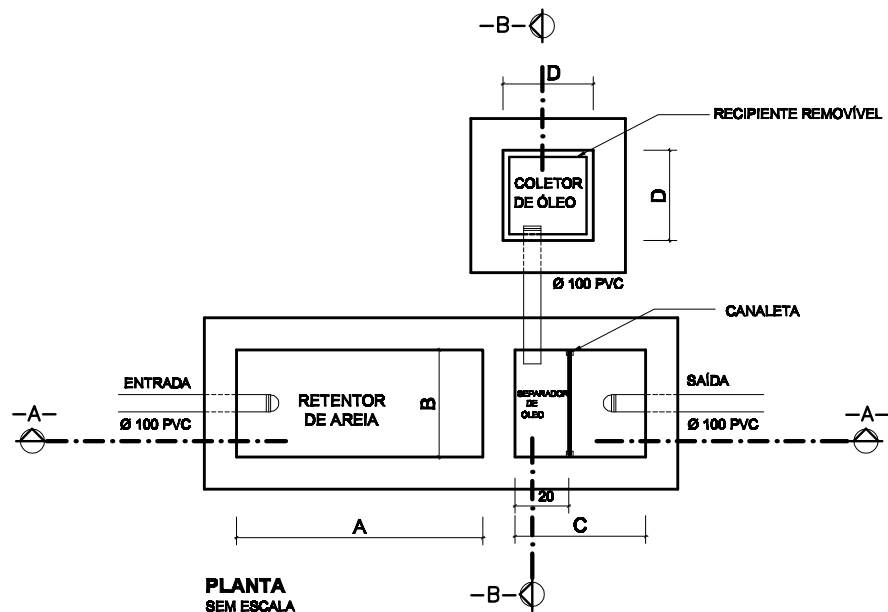 -B-
D
RECIPIENTE REMOVÍVEL
COLETOR
DE ÓLEO
D
Ø 100 PVC
CANALETA
ENTRADA
RETENTOR
DE AREIA
B
SEPARADOR
DE
ÓLEO
SAÍDA
-A-
Ø 100 PVC
Ø 100 PVC
-A-
20
A
C
PLANTA
SEM ESCALA
-B-